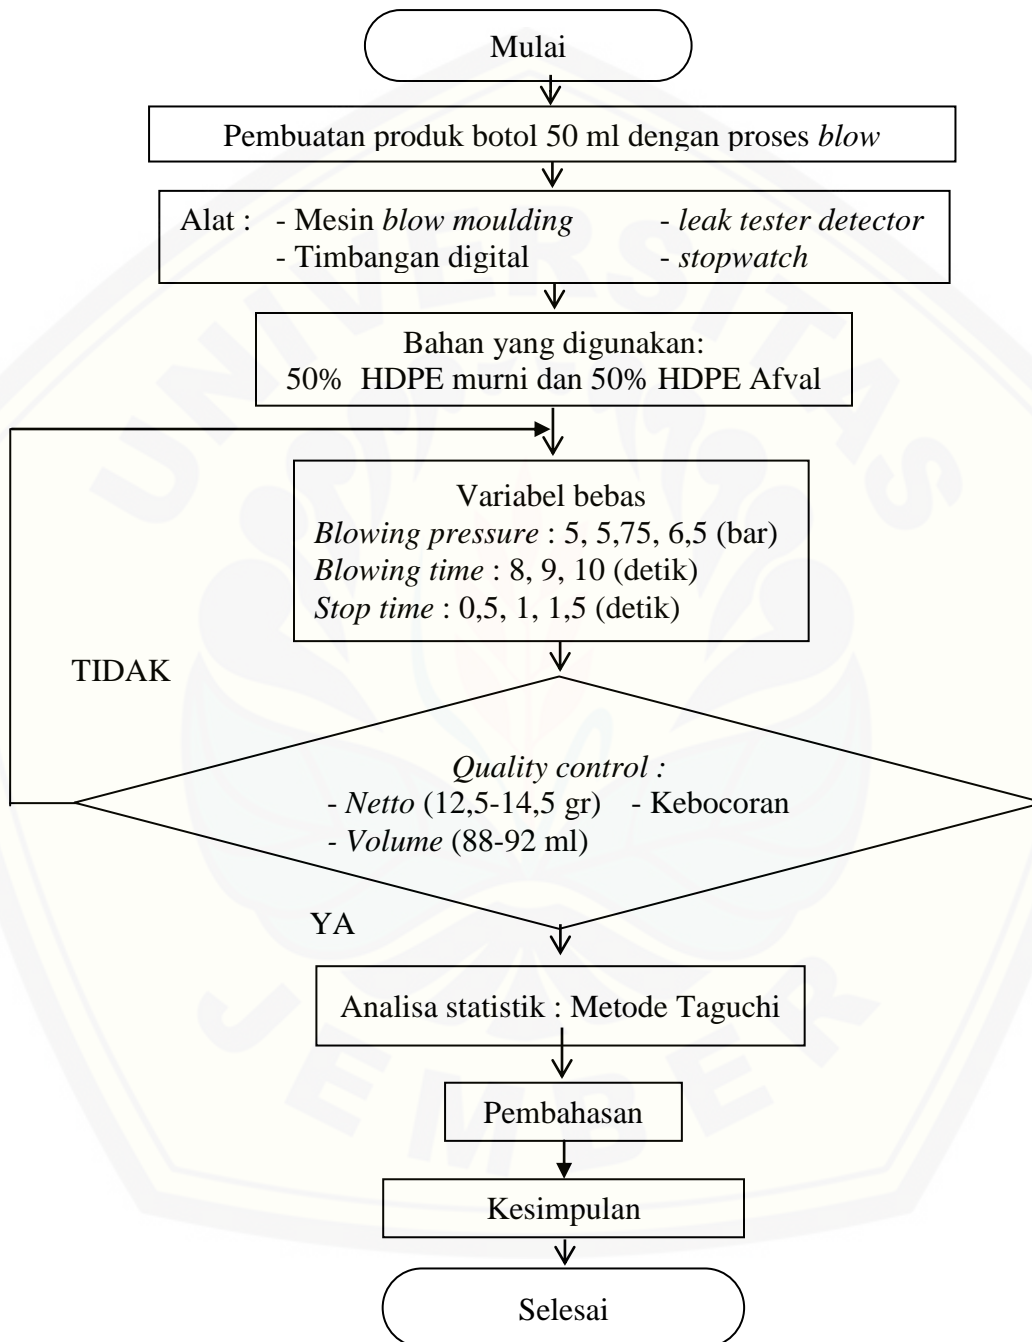 Mulai
Pembuatan produk botol 50 ml dengan proses blow
Alat : - Mesin blow moulding - leak tester detector
- Timbangan digital - stopwatch
Bahan yang digunakan:
50% HDPE murni dan 50% HDPE Afval
Variabel bebas
Blowing pressure : 5, 5,75, 6,5 (bar)
Blowing time : 8, 9, 10 (detik)
Stop time : 0,5, 1, 1,5 (detik)
TIDAK
Quality control :
- Netto (12,5-14,5 gr) - Kebocoran
- Volume (88-92 ml)
YA
Analisa statistik : Metode Taguchi
Pembahasan
Kesimpulan
Selesai
UNIVERSITAS
JEMBER